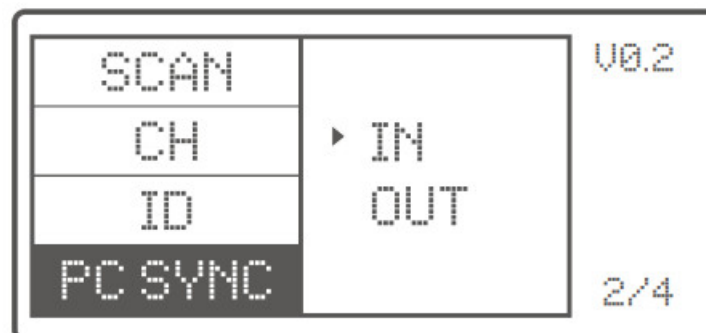 SCAN
CH
ID
PC SYNC
IN
OUT
V0.2
2/4